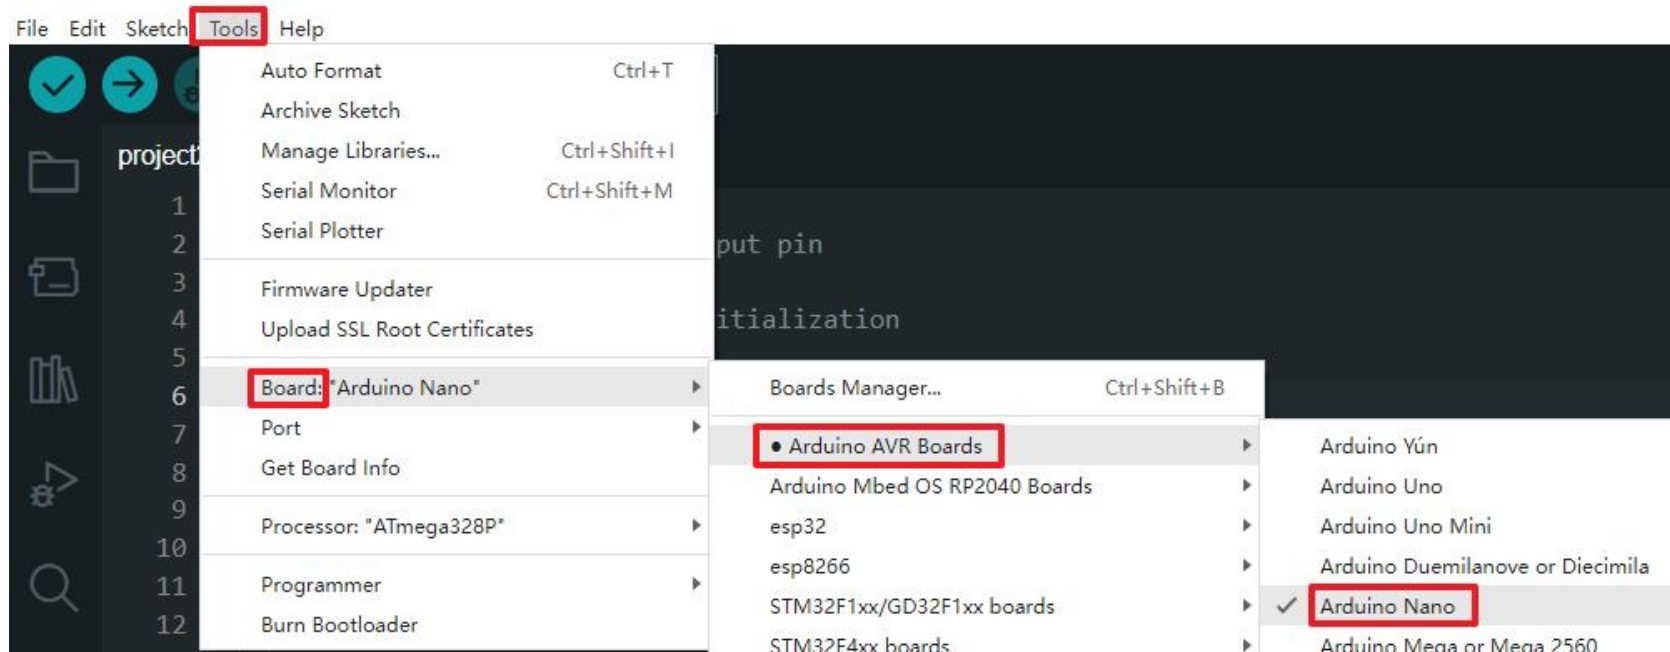 File Edit Sketch Tools Help
Auto Format Ctrl+T
Archive Sketch
project
Manage Libraries... Ctrl+Shift+I
Serial Monitor Ctrl+Shift+M
1
Serial Plotter
2
put pin
3
Firmware Updater
4
Upload SSL Root Certificates
itialization
5
6
Board: "Arduino Nano"
Boards Manager... Ctrl+Shift+B
7
Port
● Arduino AVR Boards
Arduino Yún
8
Get Board Info
Arduino Mbed OS RP2040 Boards
Arduino Uno
9
Processor: "ATmega328P"
esp32
Arduino Uno Mini
10
esp8266
Arduino Duemilanove or Diecimila
11
Programmer
STM32F1xx/GD32F1xx boards
Arduino Nano
12
Burn Bootloader
STM32F4xx boards
Arduino Mega or Mega 2560